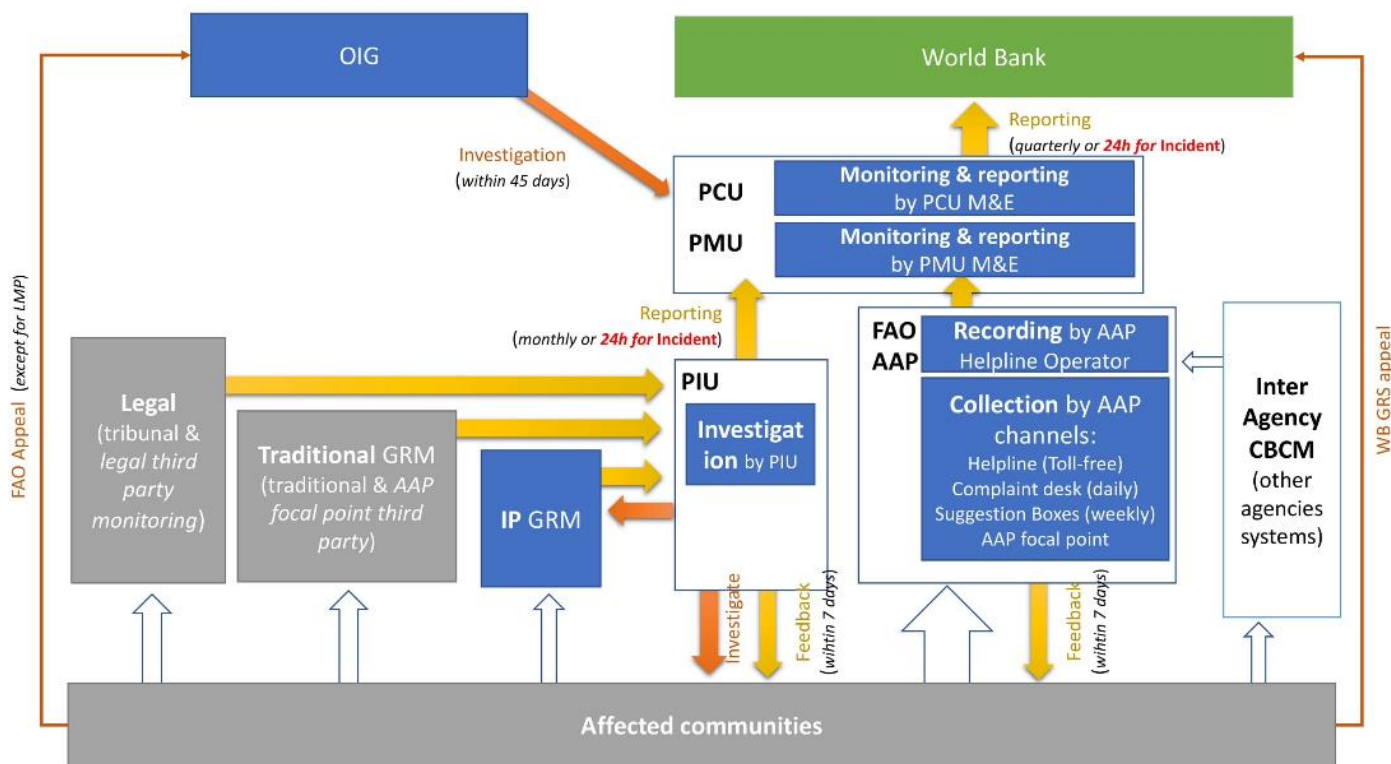 OIG
World Bank
Reporting
(quarterly or 24h for Incident)
Investigation
(within 45 days)
PCU
Monitoring & reporting
by PCU M&E
PMU
Monitoring & reporting
by PMU M&E
FAO Appeal (except for LMP)
WB GRS appeal
Reporting
(monthly or 24h for Incident)
Legal
(tribunal &
legal third
party
monitoring)
Traditional GRM
(traditional & AAP
focal point third
party)
IP GRM
PIU
Investigat
ion by PIU
FAO
AAP
Recording by AAP
Helpline Operator
Collection by AAP
channels:
Helpline (Toll-free)
Complaint desk (daily)
Suggestion Boxes (weekly)
AAP focal point
Inter
Agency
CBCM
(other
agencies
systems)
Investigate
Feedback
(wihtin 7 days)
Feedback
(wihtin 7 days)
Affected communities